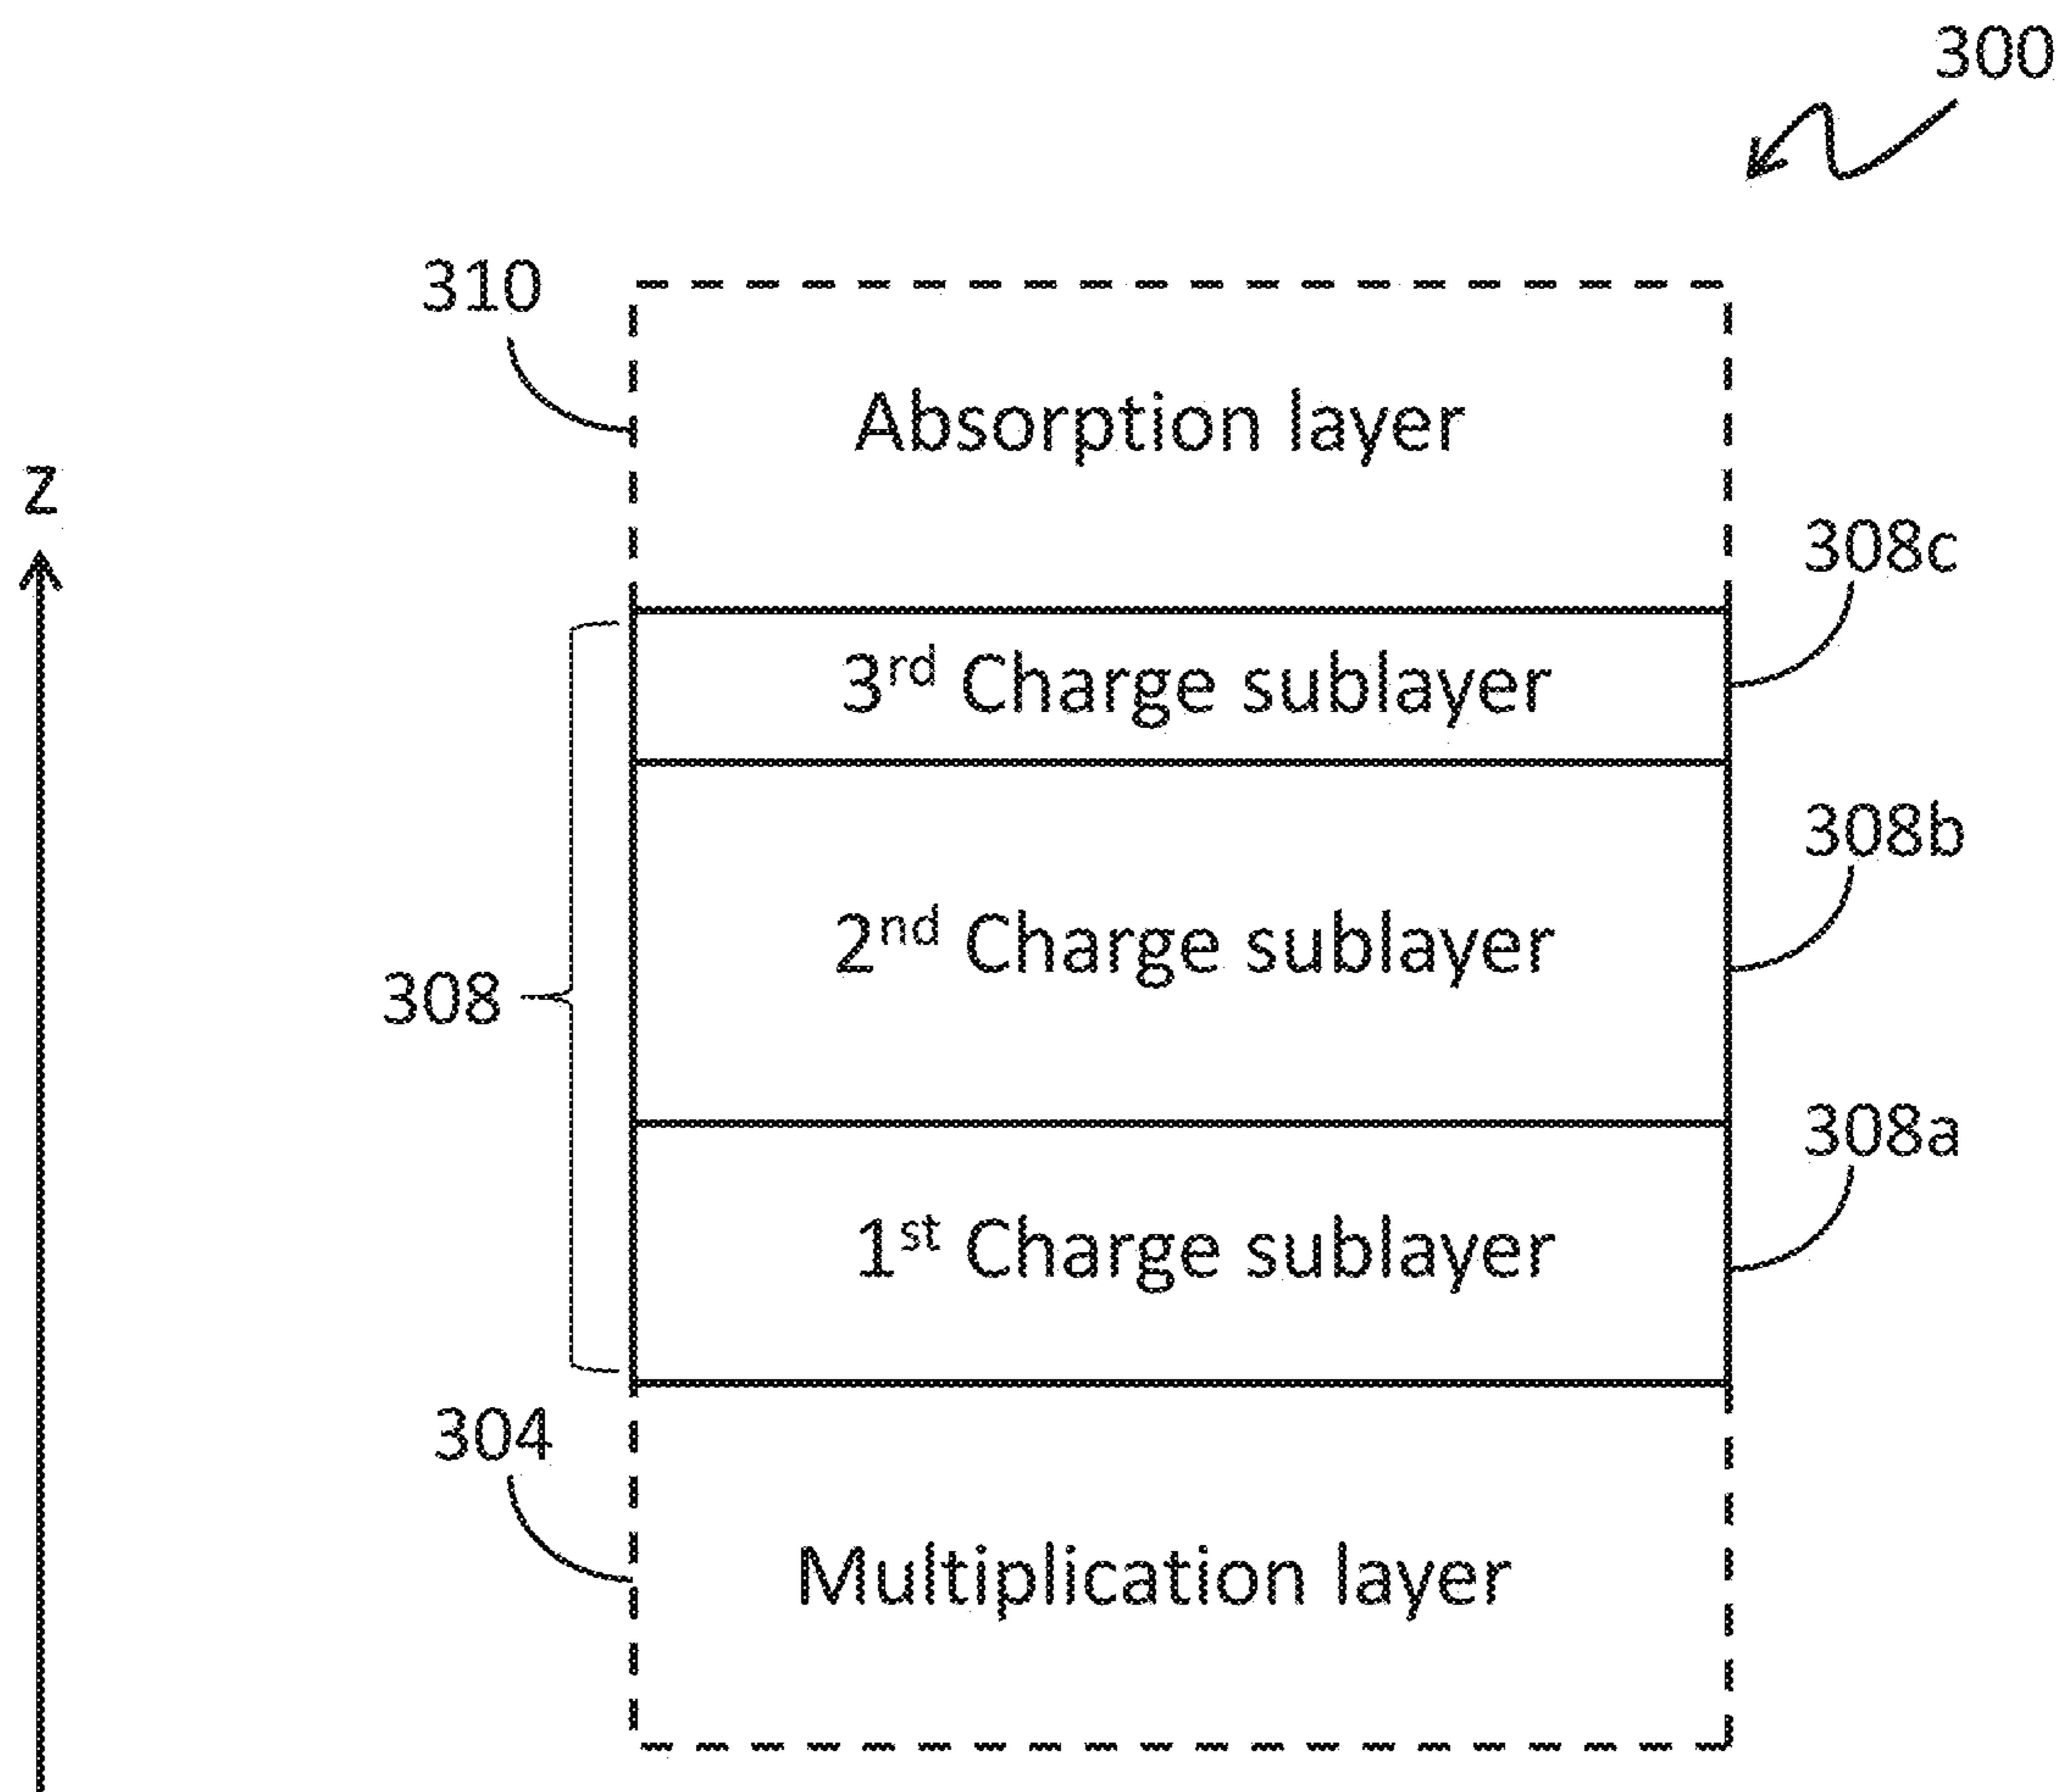 300
310
Absorption layer
z
308c
3rd Charge sublayer
308b
2nd Charge sublayer
308
308a
1st Charge sublayer
304
Multiplication layer